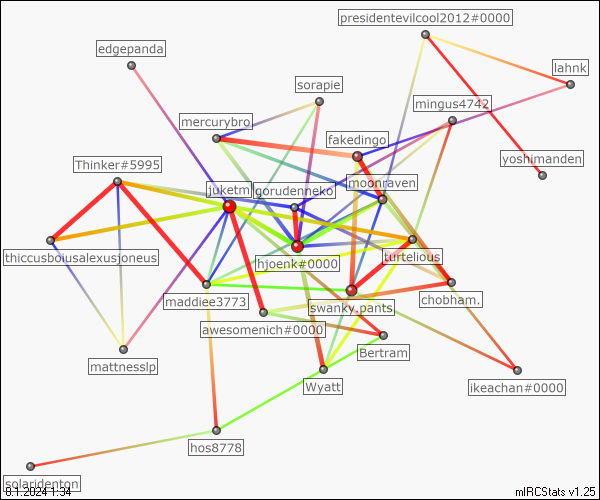 presidentevilcool2012#0000
edgepanda
lahnk
sorapie
mingus4742
mercurybro
fakedingo
yoshimanden
Thinker#5995
juketm
gorudenneko
moonraven
thiccusboiusalexusjoneus
hjoenk#0000
turtelious
maddiee3773
swanky.pants
chobham.
awesomenich#0000
Bertram
mattnesslp
Wyatt
ikeachan#0000
hos8778
solaridenton
8.1.2024 1:34
mIRCStats v1.25